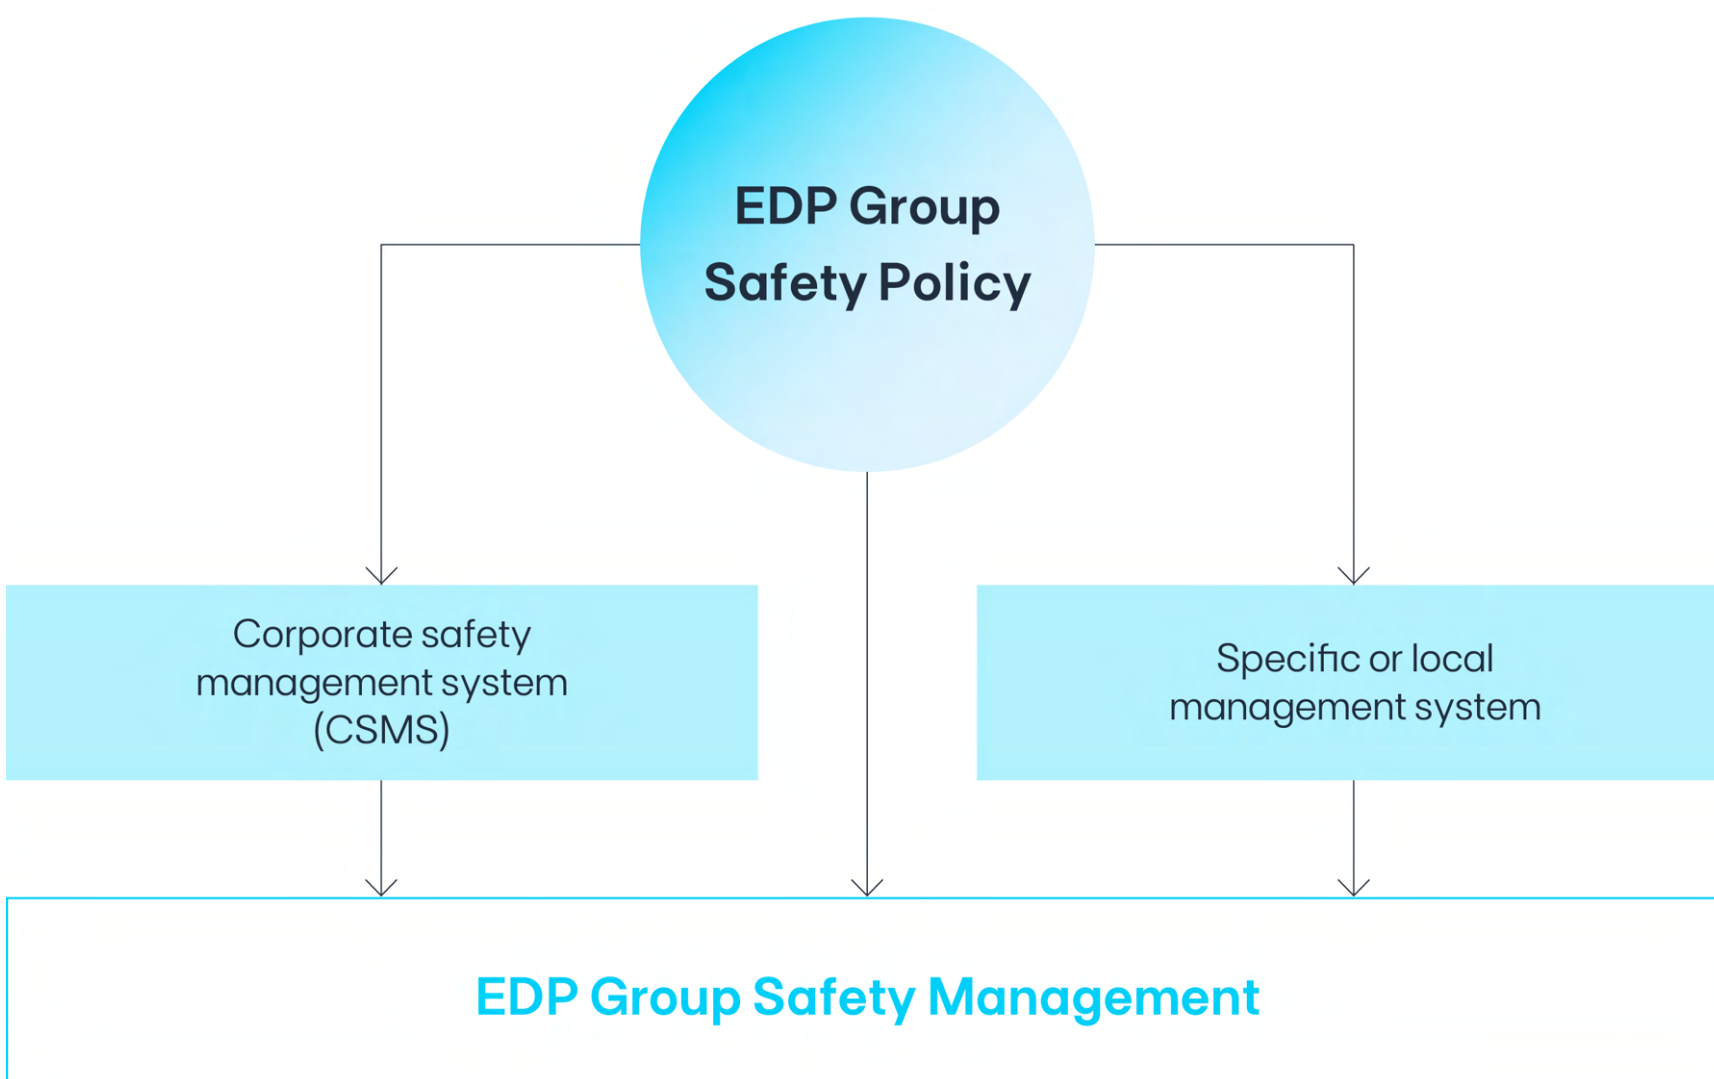 EDP Group
Safety Policy
Corporate safety
management system
(CSMS)
Specific or local
management system
EDP Group Safety Management